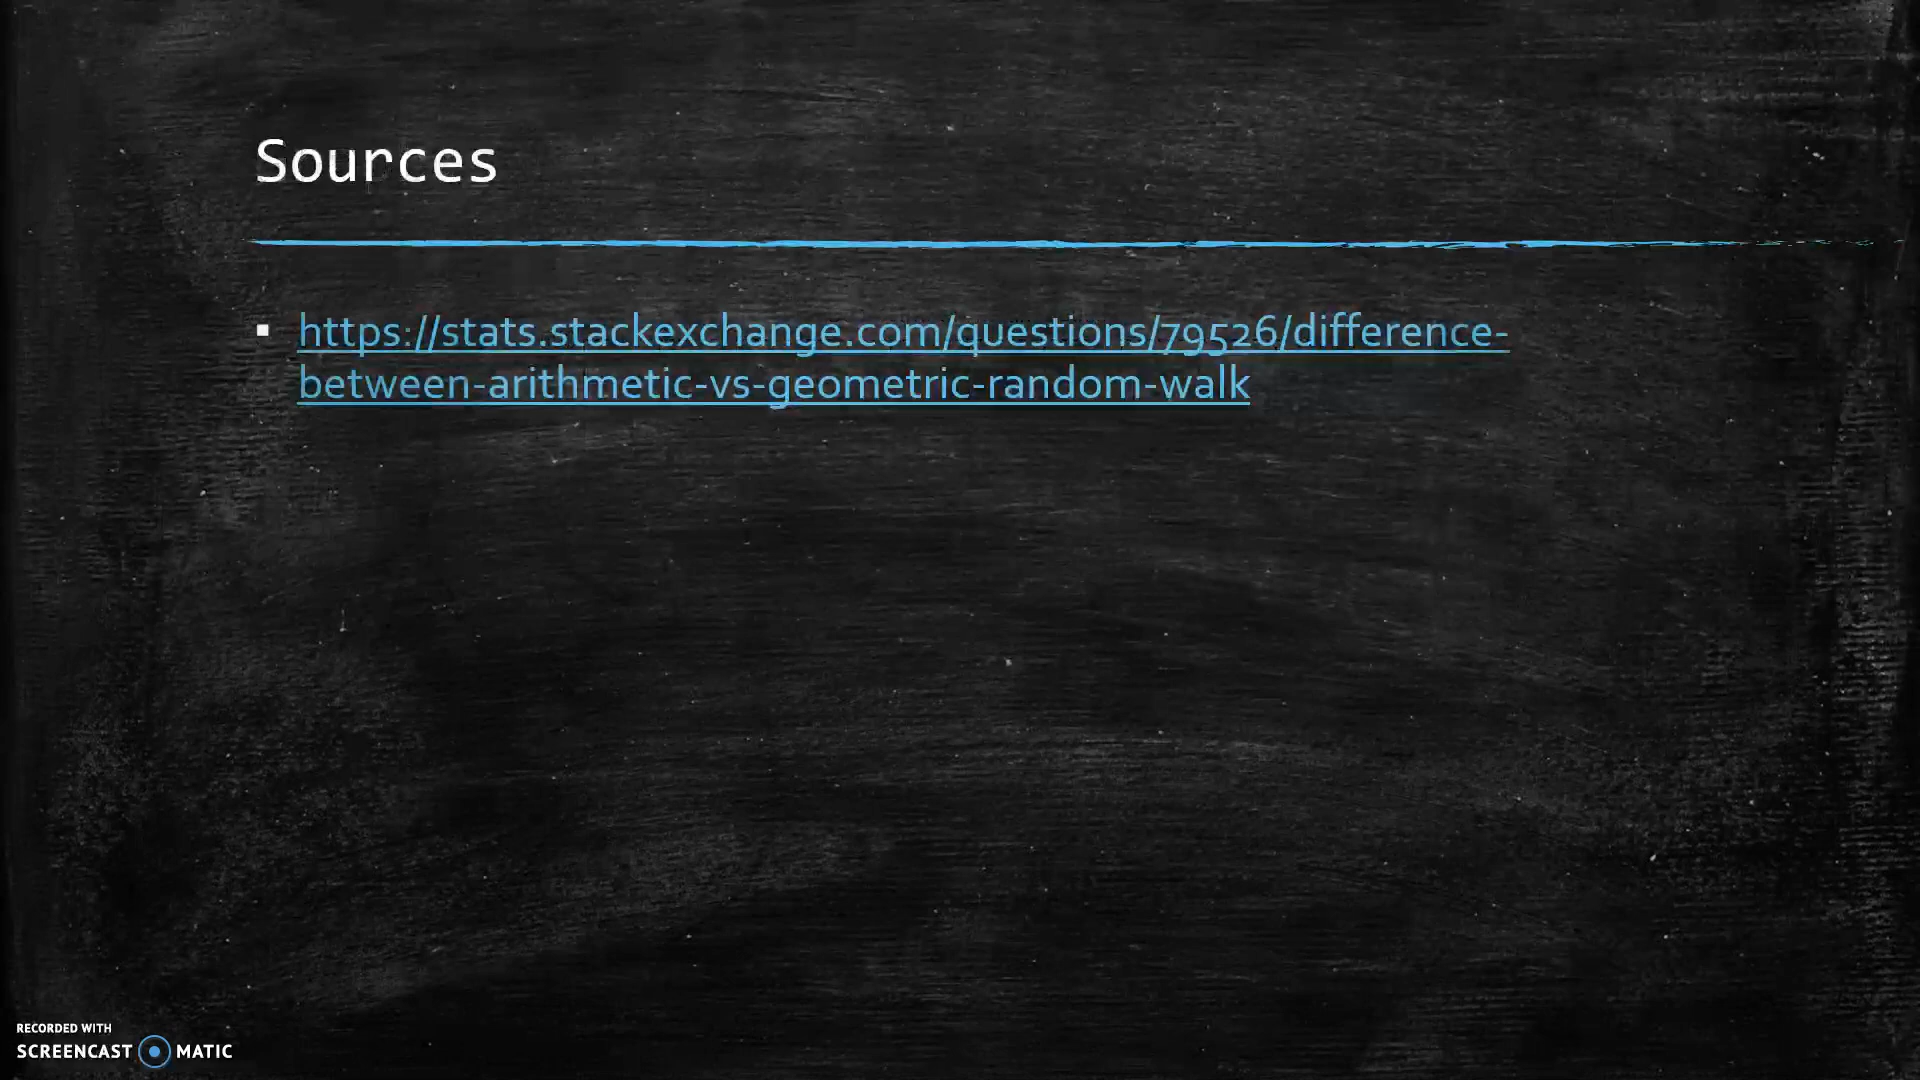 Sources
▪ https://stats.stackexchange.com/questions/79526/difference-
between-arithmetic-vs-geometric-random-walk
RECORDED WITH
SCREENCAST MATIC